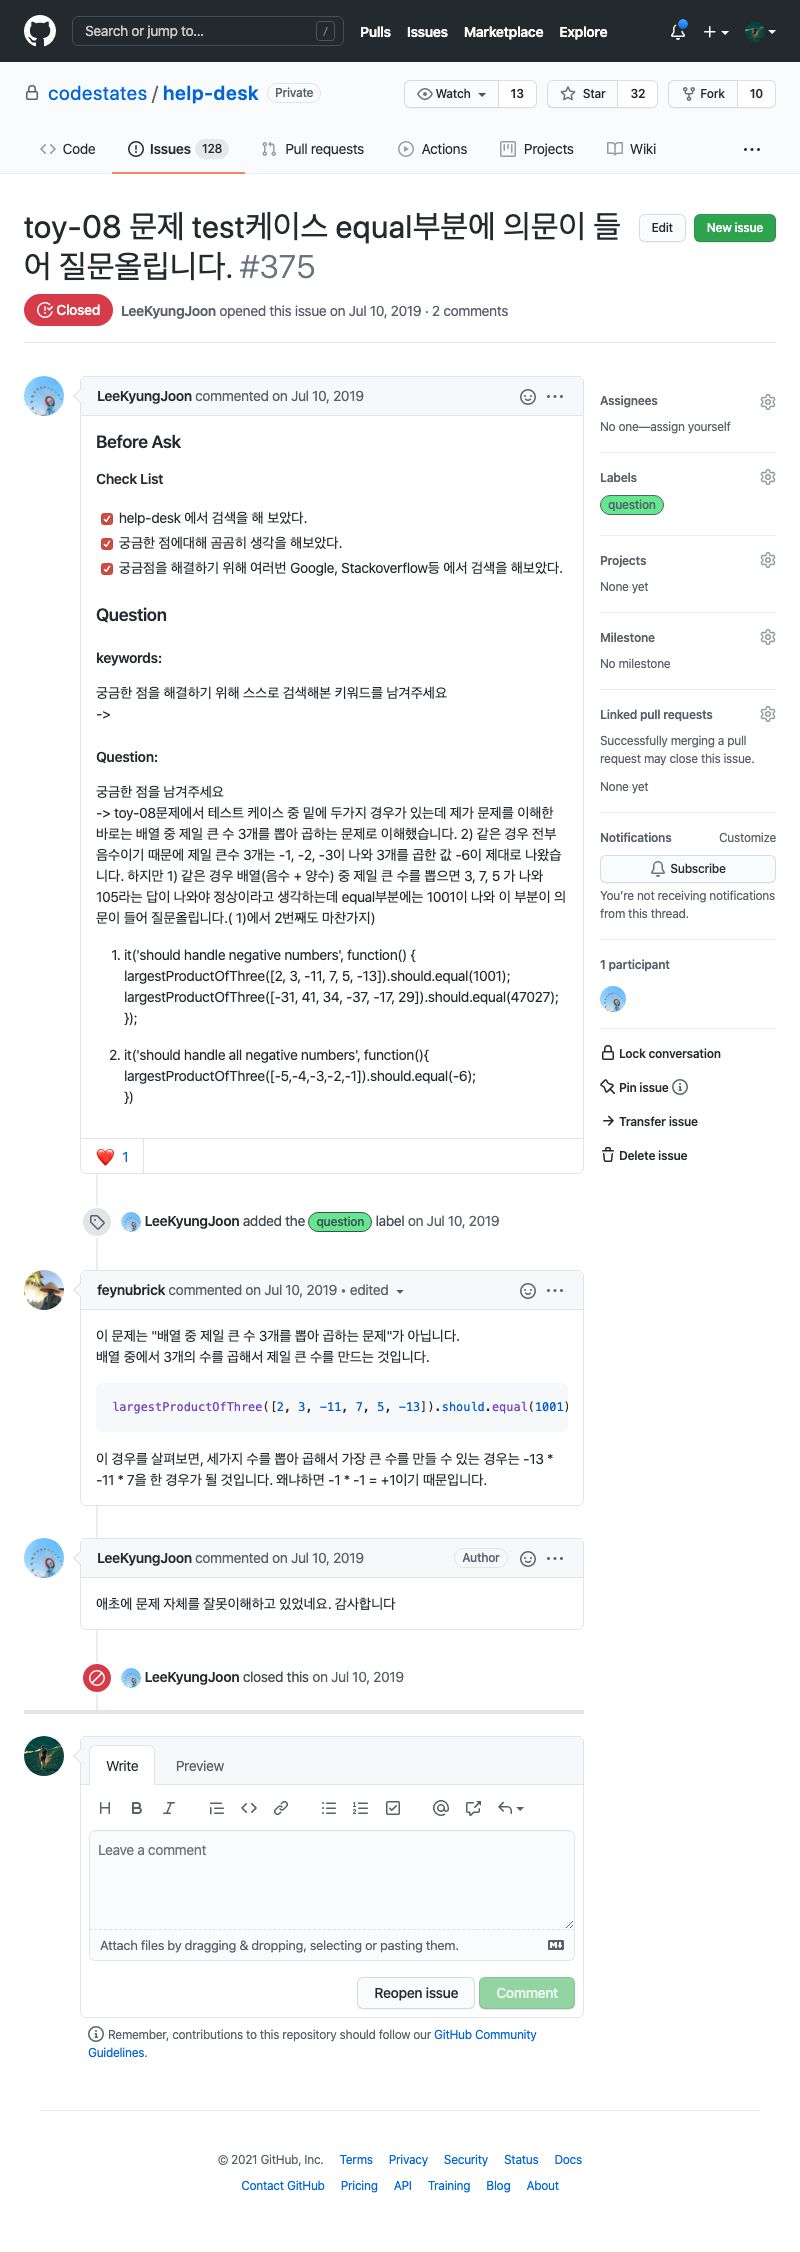 Search or jump to... /
Pulls Issues Marketplace Explore
codestates / help-desk Private
Watch 13 Star 32 Fork 10
Code Issues 128 Pull requests Actions Projects Wiki ...
toy-08 문제 test케이스 equal부분에 의문이 들
어 질문올립니다. #375
Edit New issue
Closed LeeKyungJoon opened this issue on Jul 10, 2019 · 2 comments
LeeKyungJoon commented on Jul 10, 2019
Before Ask
Check List
help-desk 에서 검색을 해 보았다.
궁금한 점에대해 곰곰히 생각을 해보았다.
궁금점을 해결하기 위해 여러번 Google, Stackoverflow등 에서 검색을 해보았다.
Question
keywords:
궁금한 점을 해결하기 위해 스스로 검색해본 키워드를 남겨주세요
->
Question:
궁금한 점을 남겨주세요
-> toy-08문제에서 테스트 케이스 중 밑에 두가지 경우가 있는데 제가 문제를 이해한
바로는 배열 중 제일 큰 수 3개를 뽑아 곱하는 문제로 이해했습니다. 2) 같은 경우 전부
음수이기 때문에 제일 큰수 3개는 -1, -2, -3이 나와 3개를 곱한 값 -6이 제대로 나왔습
니다. 하지만 1) 같은 경우 배열(음수 + 양수) 중 제일 큰 수를 뽑으면 3, 7, 5 가 나와
105라는 답이 나와야 정상이라고 생각하는데 equal부분에는 1001이 나와 이 부분이 의
문이 들어 질문올립니다.( 1)에서 2번째도 마찬가지)
1. it('should handle negative numbers', function() {
largestProductOfThree([2, 3, -11, 7, 5, -13]).should.equal(1001);
largestProductOfThree([-31, 41, 34, -37, -17, 29]).should.equal(47027);
});
2. it('should handle all negative numbers', function(){
largestProductOfThree([-5,-4,-3,-2,-1]).should.equal(-6);
})
1
Assignees
No one—assign yourself
Labels
question
Projects
None yet
Milestone
No milestone
Linked pull requests
Successfully merging a pull
request may close this issue.
None yet
Notifications Customize
Subscribe
You're not receiving notifications
from this thread.
1 participant
Lock conversation
Pin issue
Transfer issue
Delete issue
LeeKyungJoon added the question label on Jul 10, 2019
feynubrick commented on Jul 10, 2019 • edited
이 문제는 "배열 중 제일 큰 수 3개를 뽑아 곱하는 문제"가 아닙니다.
배열 중에서 3개의 수를 곱해서 제일 큰 수를 만드는 것입니다.
largestProductOfThree([2, 3, -11, 7, 5, -13]).should.equal(1001)
이 경우를 살펴보면, 세가지 수를 뽑아 곱해서 가장 큰 수를 만들 수 있는 경우는 -13 *
-11 * 7을 한 경우가 될 것입니다. 왜냐하면 -1 * -1 = +1이기 때문입니다.
LeeKyungJoon commented on Jul 10, 2019 Author
애초에 문제 자체를 잘못이해하고 있었네요. 감사합니다
LeeKyungJoon closed this on Jul 10, 2019
Write Preview
Leave a comment
Attach files by dragging & dropping, selecting or pasting them.
Reopen issue Comment
Remember, contributions to this repository should follow our GitHub Community
Guidelines.
© 2021 GitHub, Inc. Terms Privacy Security Status Docs
Contact GitHub Pricing API Training Blog About